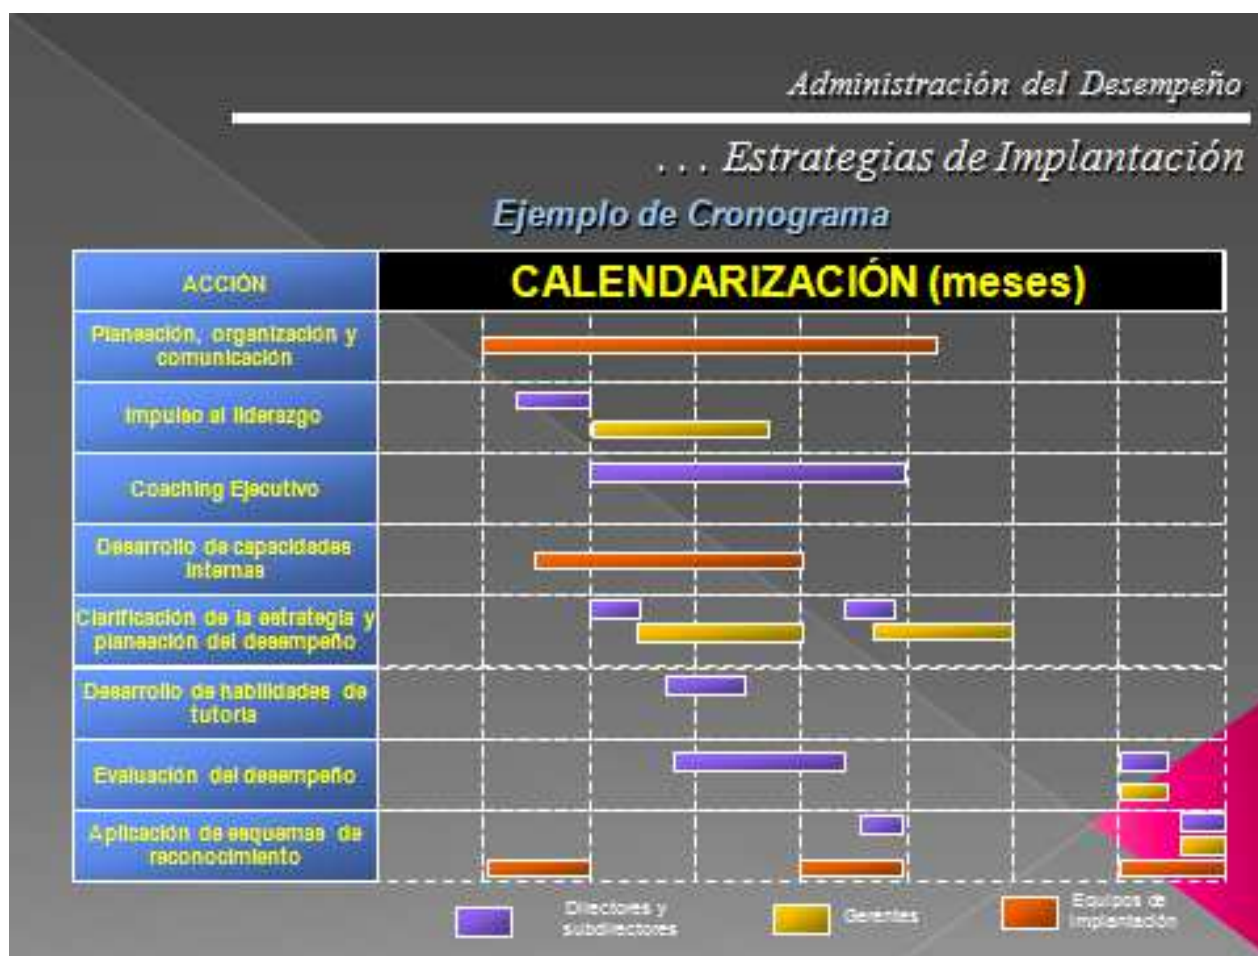 Administración del Desempeño
. . . Estrategias de Implantación
Ejemplo de Cronograma
ACCIÓN
CALENDARIZACIÓN (meses)
Planeación, organización y
comunicación
Impulso al liderazgo
Coaching Ejecutivo
Desarrollo de capacidades
internas
Clarificación de la estrategia y
planeación del desempeño
Desarrollo de habilidades de
tutoría
Evaluación del desempeño
Aplicación de esquemas de
reconocimiento
Directores y
subdirectores
Gerentes
Equipos de
Implantación